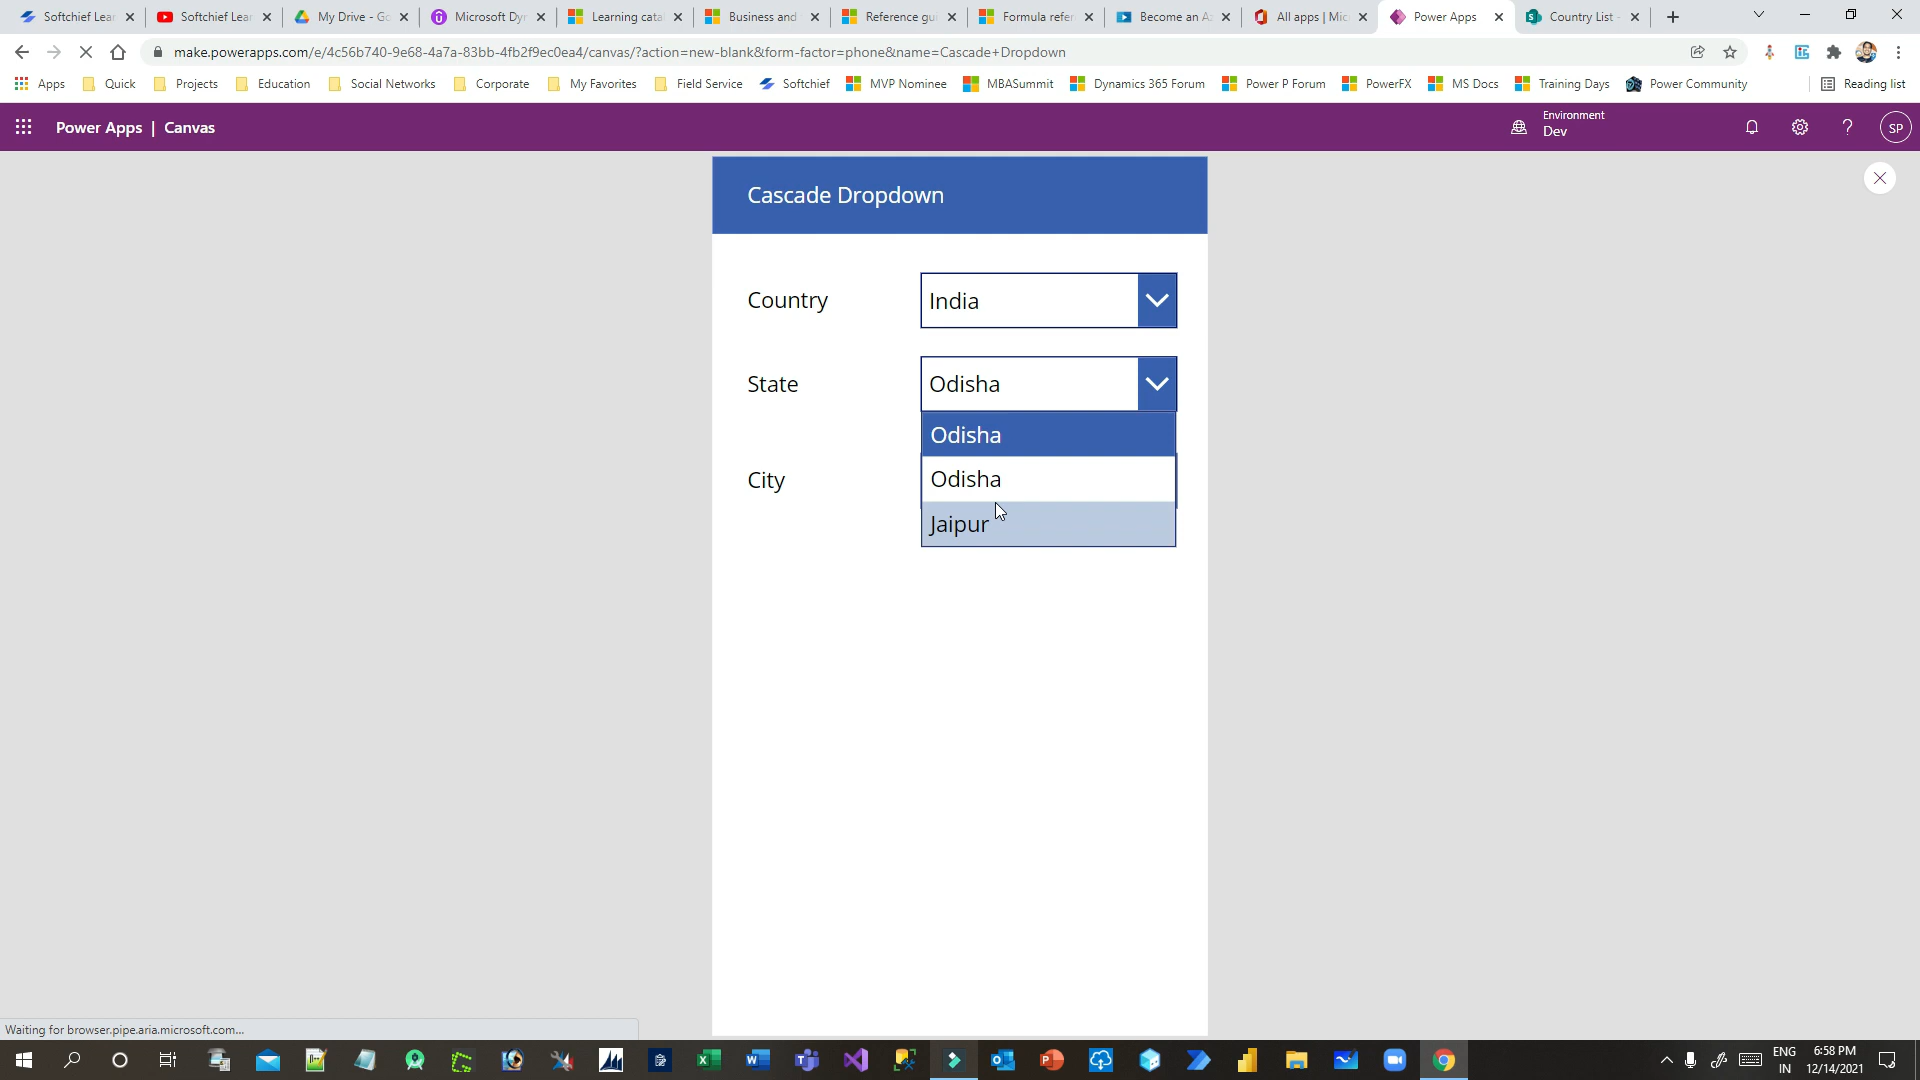 Softchief Lear
Softchief Lear
My Drive - Go
Microsoft Dyn
Learning cata
Business and
Reference gu
Formula refer
Become an A
All apps | Mic
Power Apps
Country List -
make.powerapps.com/e/4c56b740-9e68-4a7a-83bb-4fb2f9ec0ea4/canvas/?action=new-blank&form-factor=phone&name=Cascade+Dropdown
Apps
Quick
Projects
Education
Social Networks
Corporate
My Favorites
Field Service
Softchief
MVP Nominee
MBASummit
Dynamics 365 Forum
Power P Forum
PowerFX
MS Docs
Training Days
Power Community
Reading list
Power Apps | Canvas
Environment
Dev
SP
Cascade Dropdown
Country
India
State
Odisha
Odisha
City
Odisha
Jaipur
Waiting for browser.pipe.aria.microsoft.com...
ENG
IN
6:58 PM
12/14/2021